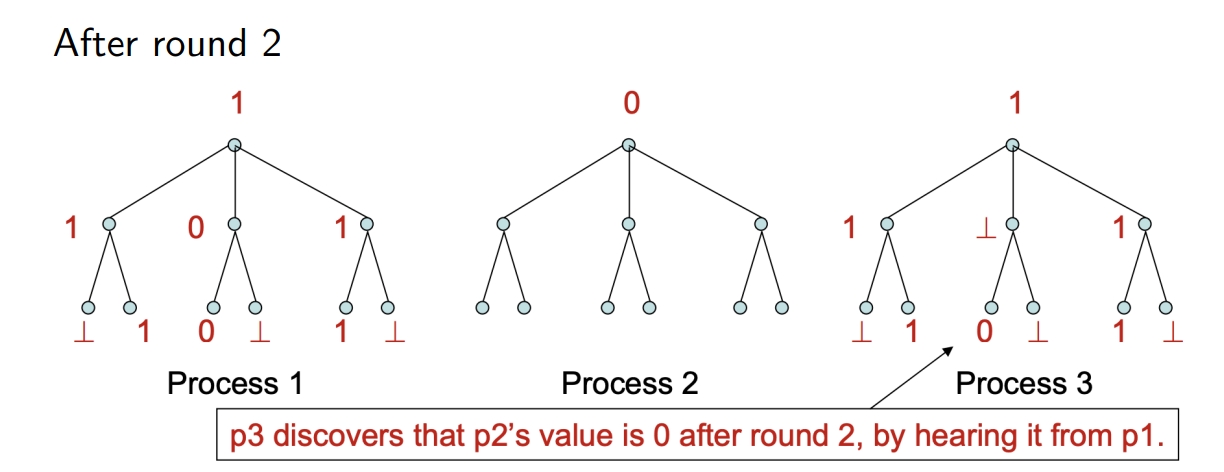 After round 2
1 0 1
1 0 1 1 ⊥ 1
⊥ 1 0 ⊥ 1 ⊥ ⊥ 1 0 ⊥ 1 ⊥
Process 1 Process 2 Process 3
p3 discovers that p2’s value is 0 after round 2, by hearing it from p1.